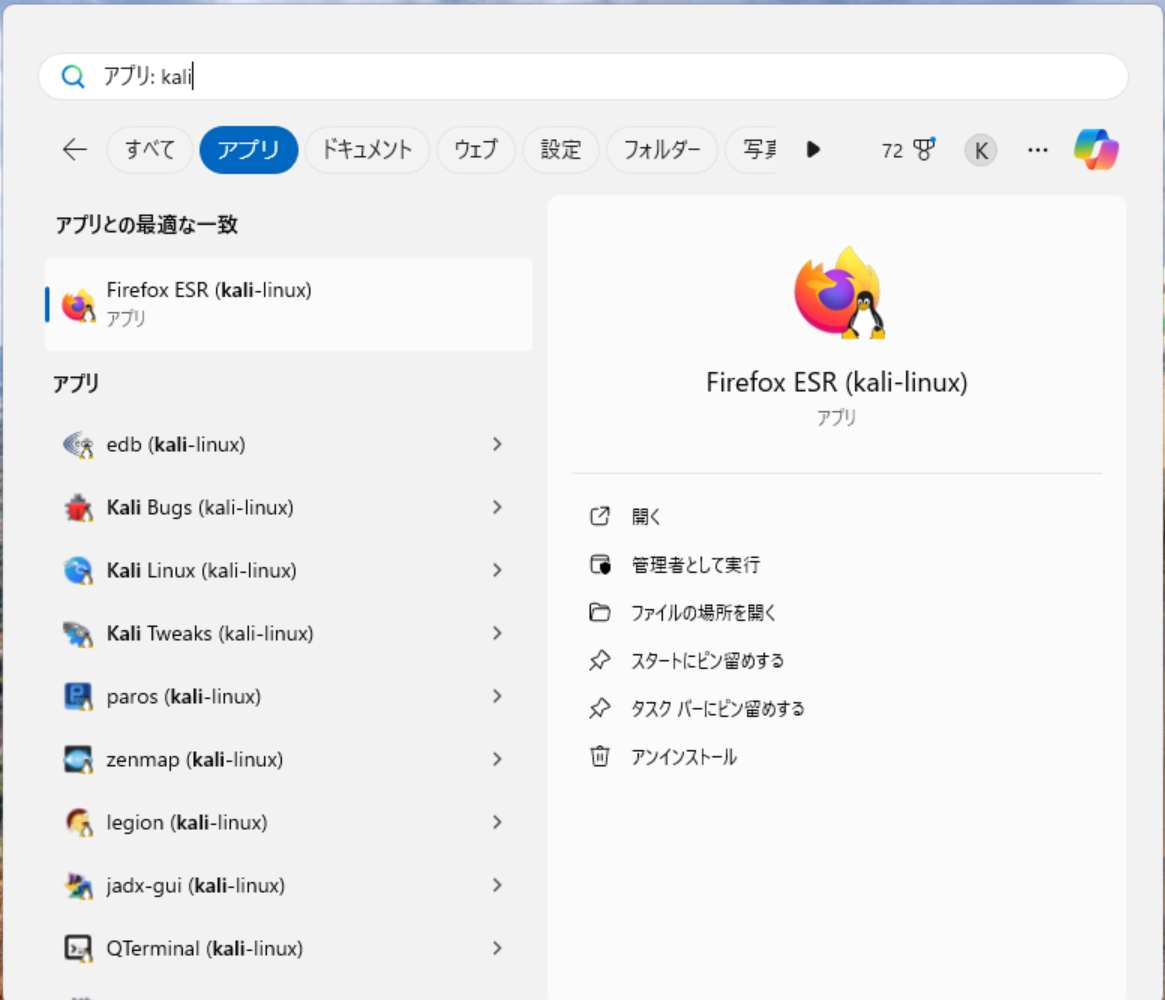 アプリ: kali
すべて
アプリ
ドキュメント
ウェブ
設定
フォルダー
写真
72
K
アプリとの最適な一致
Firefox ESR (kali-linux)
アプリ
アプリ
edb (kali-linux)
Kali Bugs (kali-linux)
Kali Linux (kali-linux)
Kali Tweaks (kali-linux)
paros (kali-linux)
zenmap (kali-linux)
legion (kali-linux)
jadx-gui (kali-linux)
QTerminal (kali-linux)
Firefox ESR (kali-linux)
アプリ
開く
管理者として実行
ファイルの場所を開く
スタートにピン留めする
タスク バーにピン留めする
アンインストール